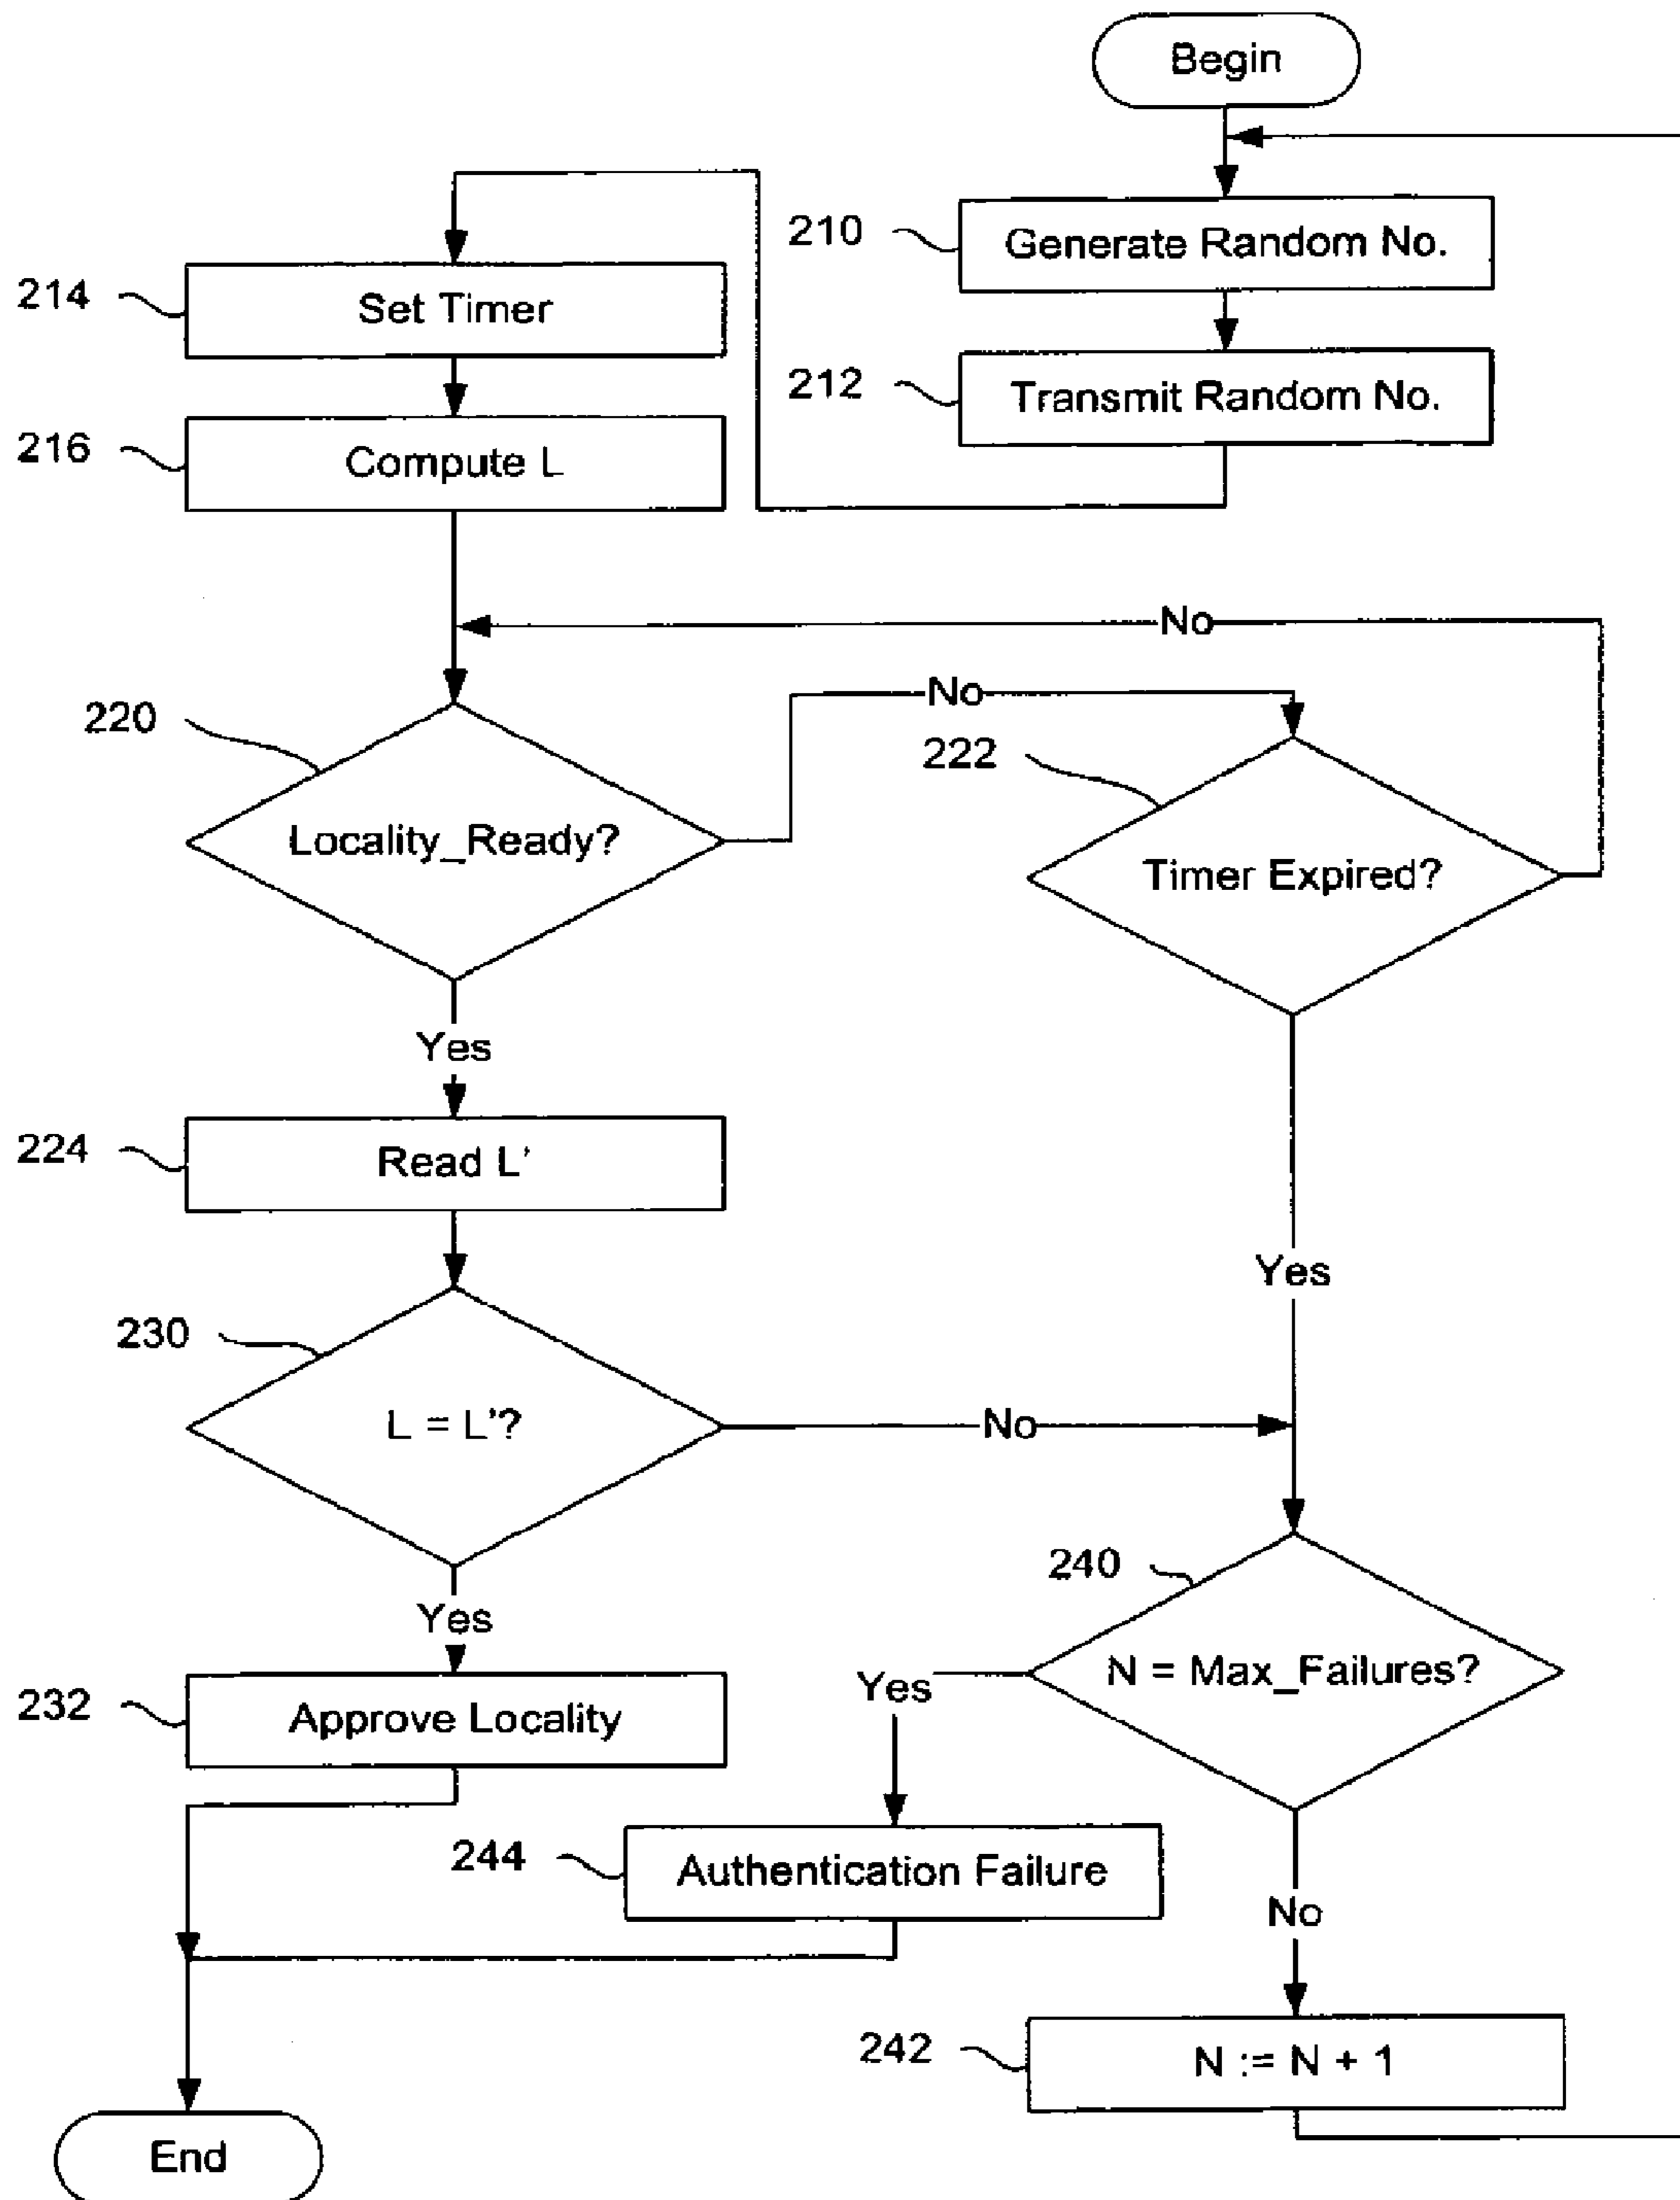 Begin
210
Generate Random No.
212
Transmit Random No.
214
Set Timer
216
Compute L
No
220
Locality_Ready?
No
222
Timer Expired?
Yes
224
Read L'
Yes
230
L = L'?
No
240
N = Max_Failures?
Yes
232
Approve Locality
Yes
244
Authentication Failure
No
242
N := N + 1
End